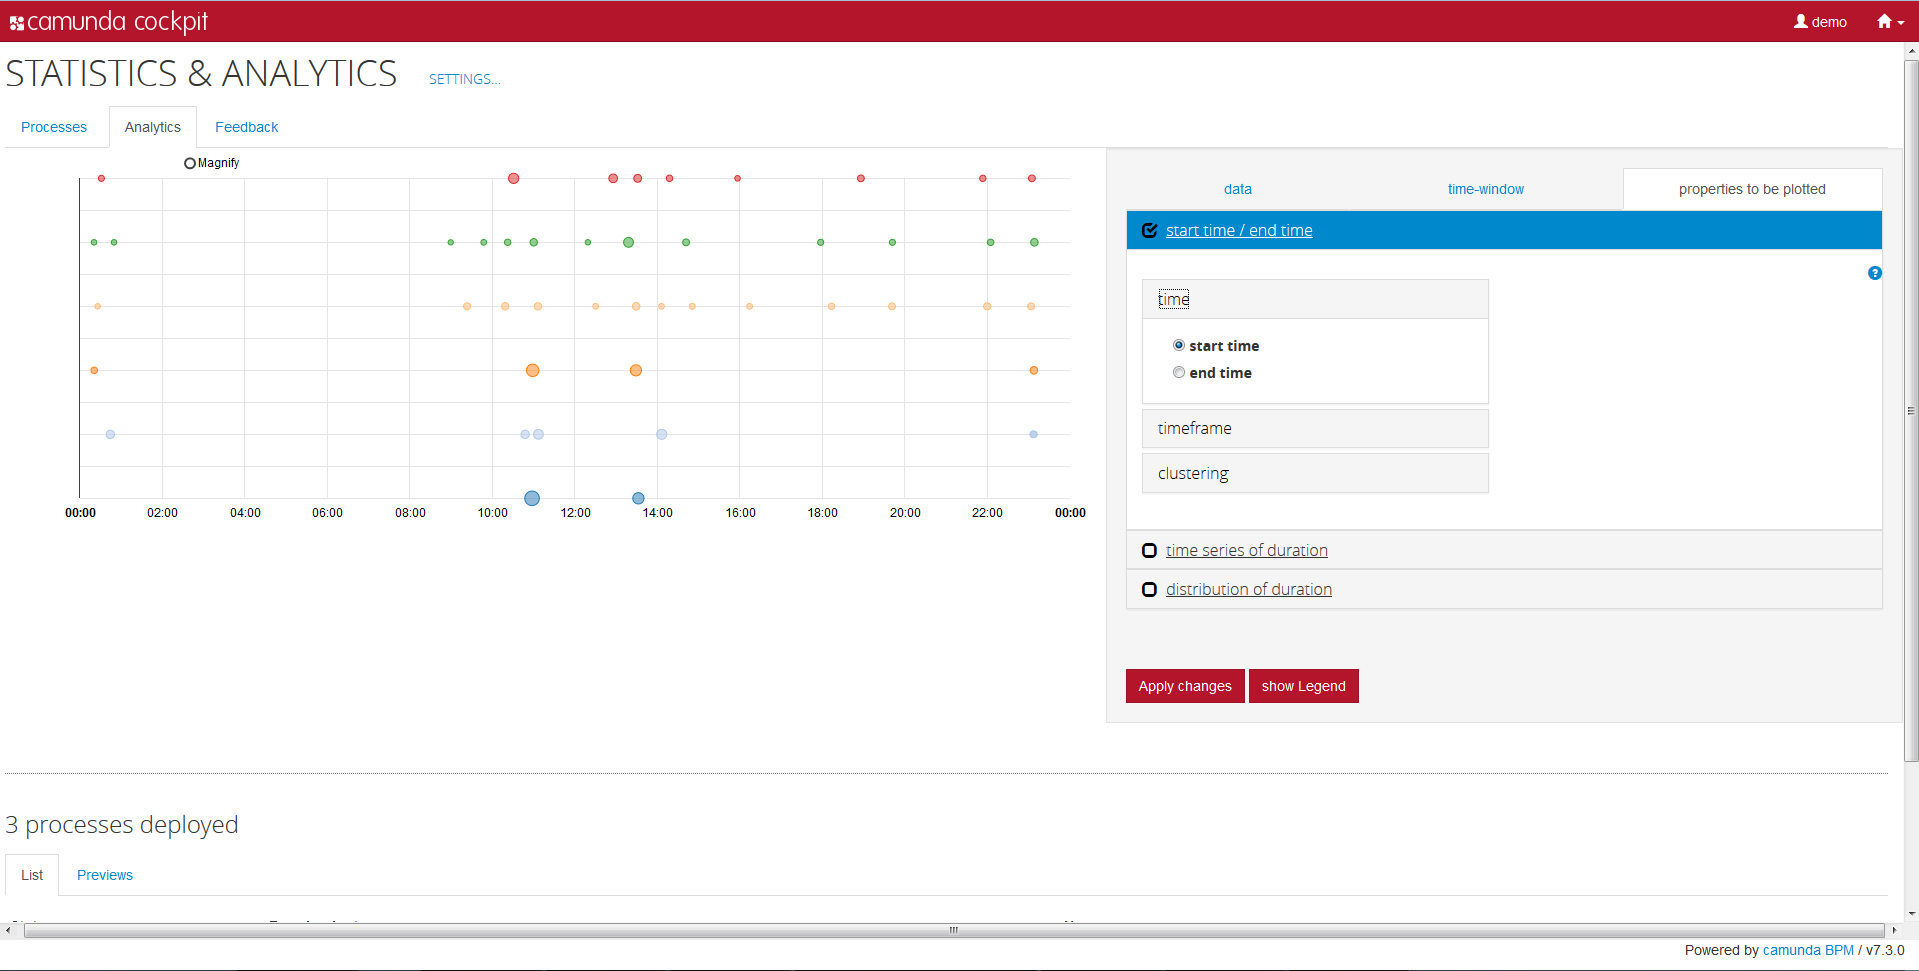 camunda cockpit
demo
STATISTICS & ANALYTICS SETTINGS...
Processes Analytics Feedback
Magnify
00:00 02:00 04:00 06:00 08:00 10:00 12:00 14:00 16:00 18:00 20:00 22:00 00:00
data time-window properties to be plotted
start time / end time
?
time
start time
end time
timeframe
clustering
time series of duration
distribution of duration
Apply changes show Legend
3 processes deployed
List Previews
Powered by camunda BPM / v7.3.0